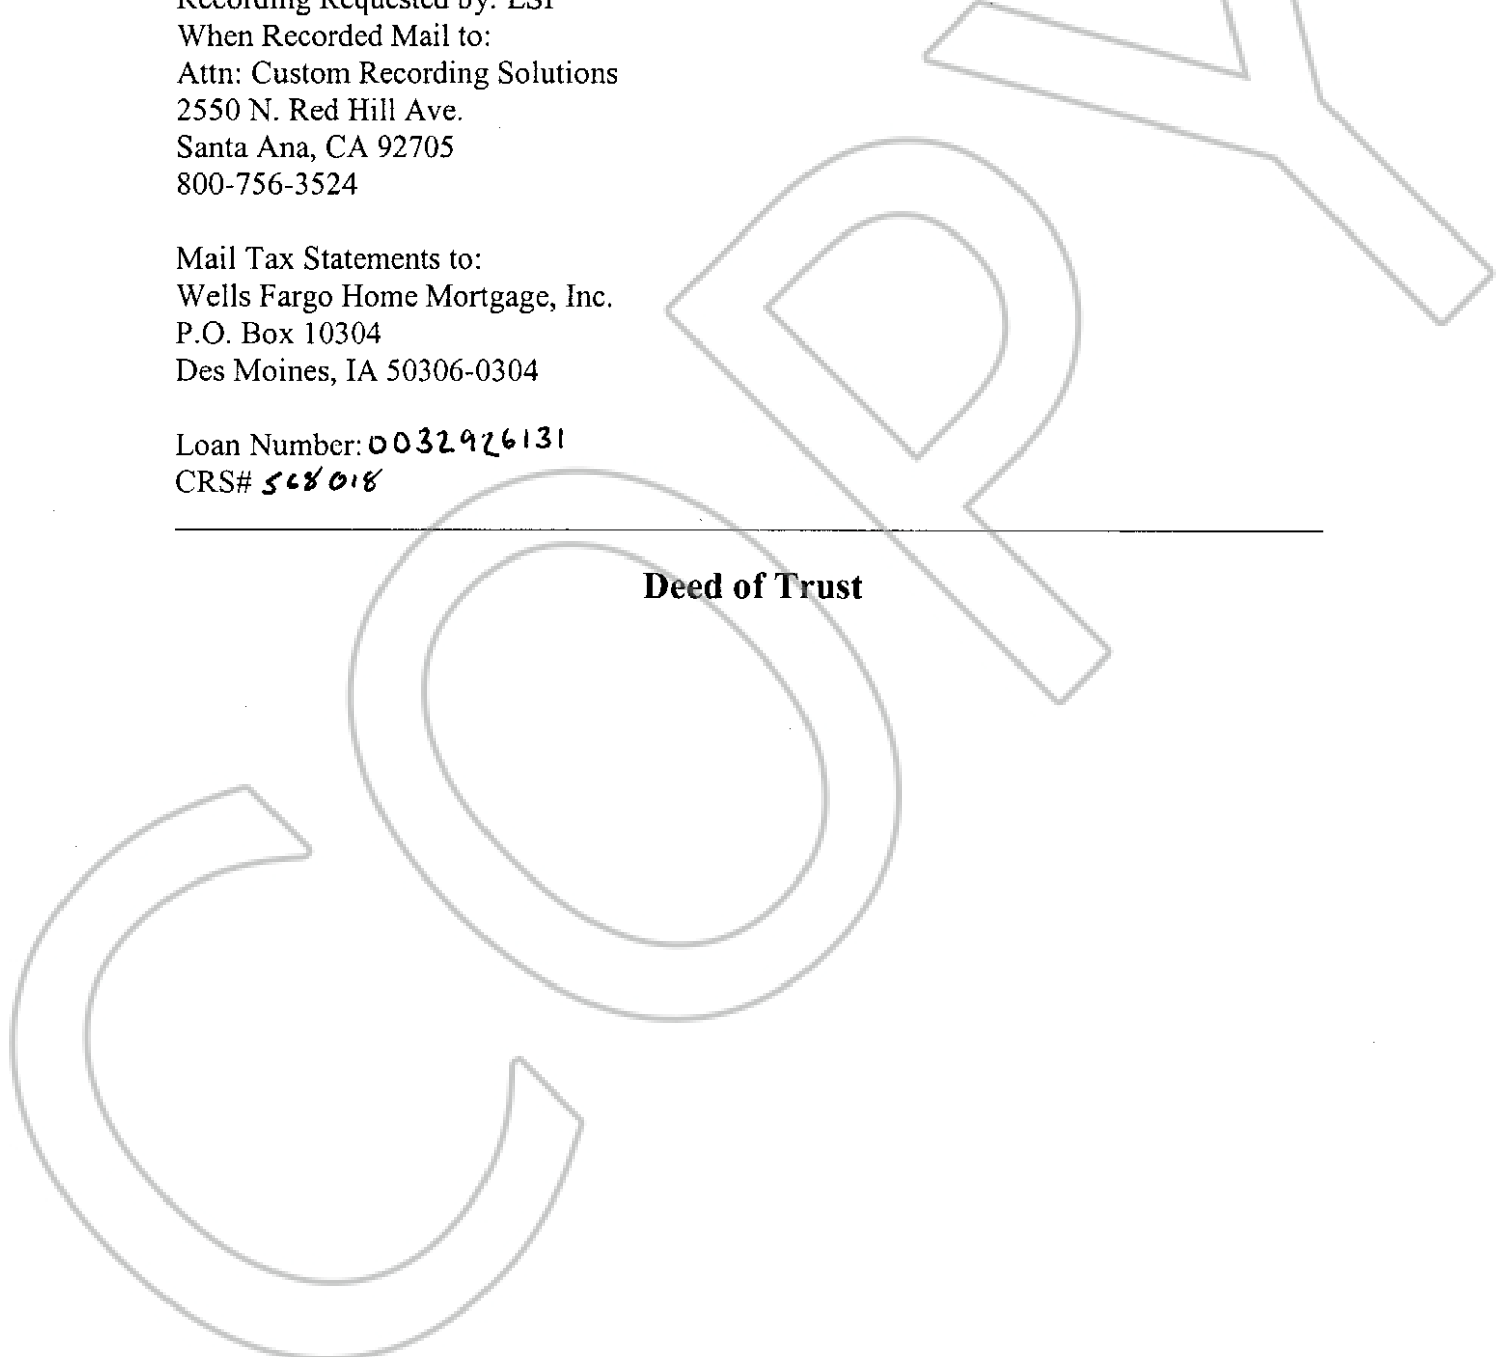 Recording Requested by: LSI
When Recorded Mail to:
Attn: Custom Recording Solutions
2550 N. Red Hill Ave.
Santa Ana, CA 92705
800-756-3524
Mail Tax Statements to:
Wells Fargo Home Mortgage, Inc.
P.O. Box 10304
Des Moines, IA 50306-0304
Loan Number: 0032926131
CRS# 568018
Deed of Trust
COPY